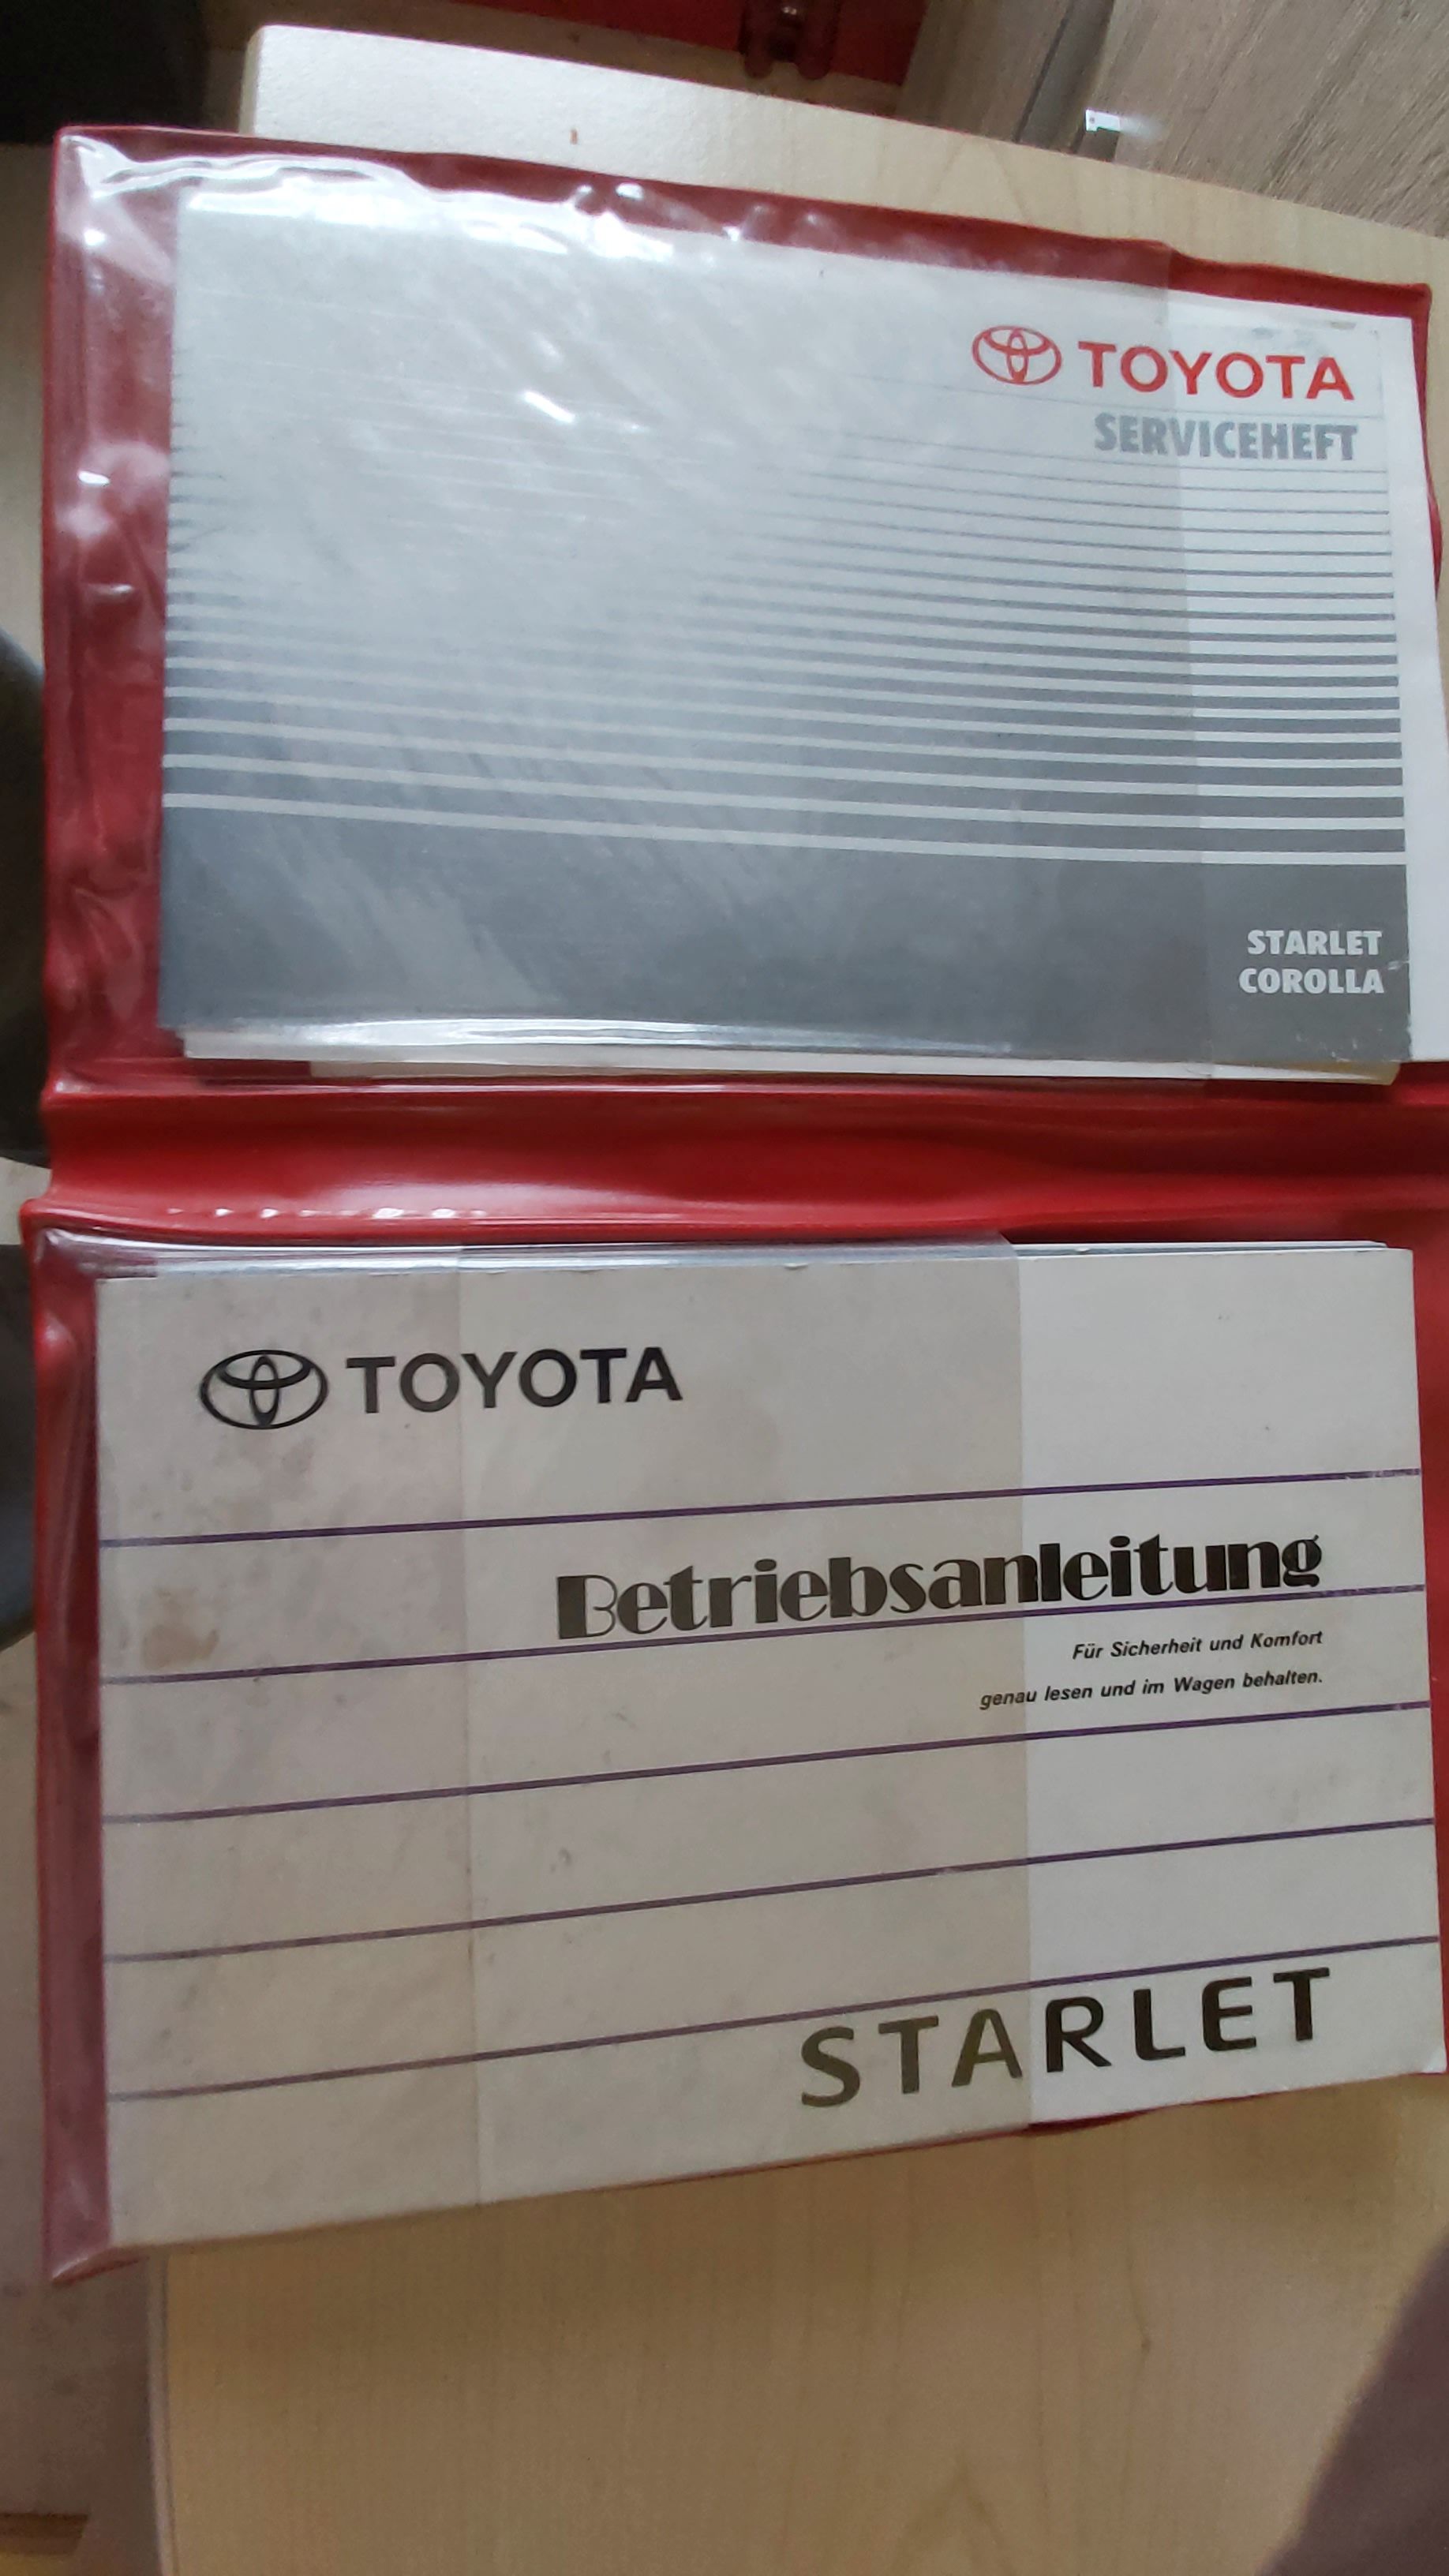 TOYOTA
SERVICEHEFT
STARLET
COROLLA
TOYOTA
Betriebsanleitung
Für Sicherheit und Komfort
genau lesen und im Wagen behalten.
STARLET